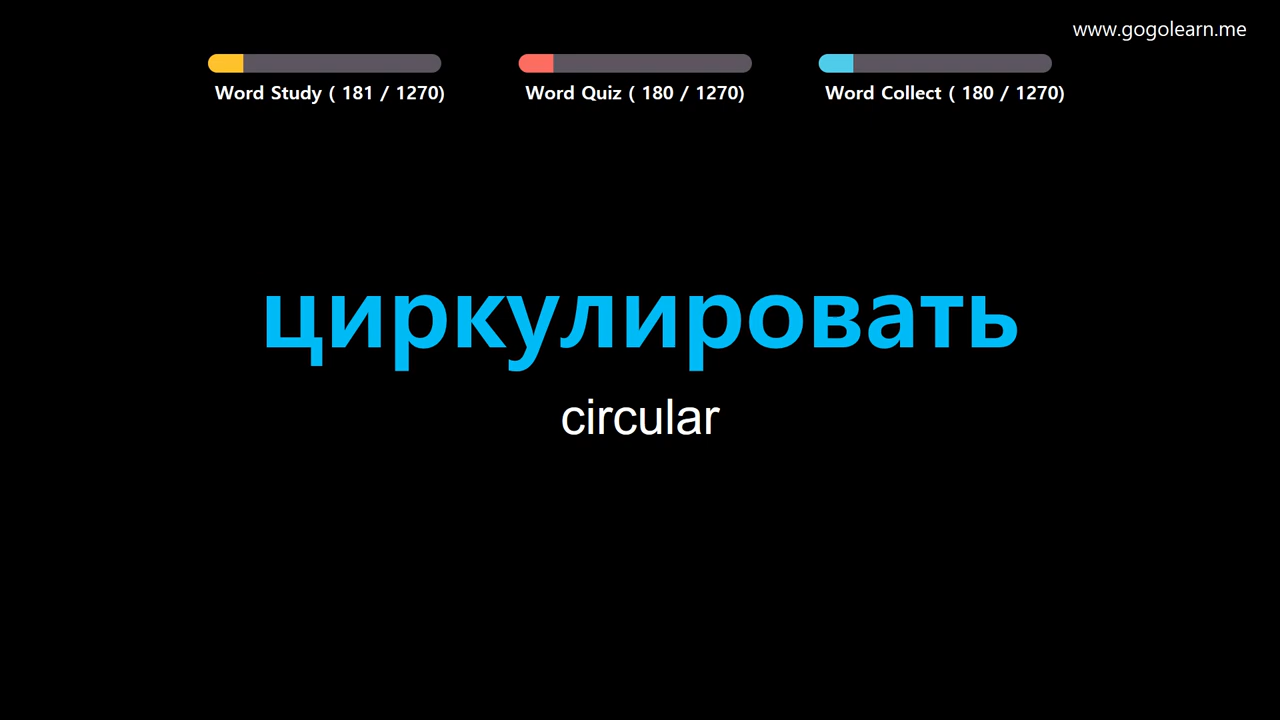 www.gogolearn.me
Word Study ( 181 / 1270)
Word Quiz ( 180 / 1270)
Word Collect ( 180 / 1270)
циркулировать
circular